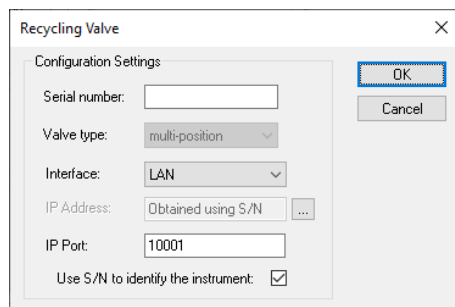 Recycling Valve
Configuration Settings
OK
Serial number:
Cancel
Valve type: multi-position
Interface: LAN
IP Address: Obtained using S/N ...
IP Port: 10001
Use S/N to identify the instrument: